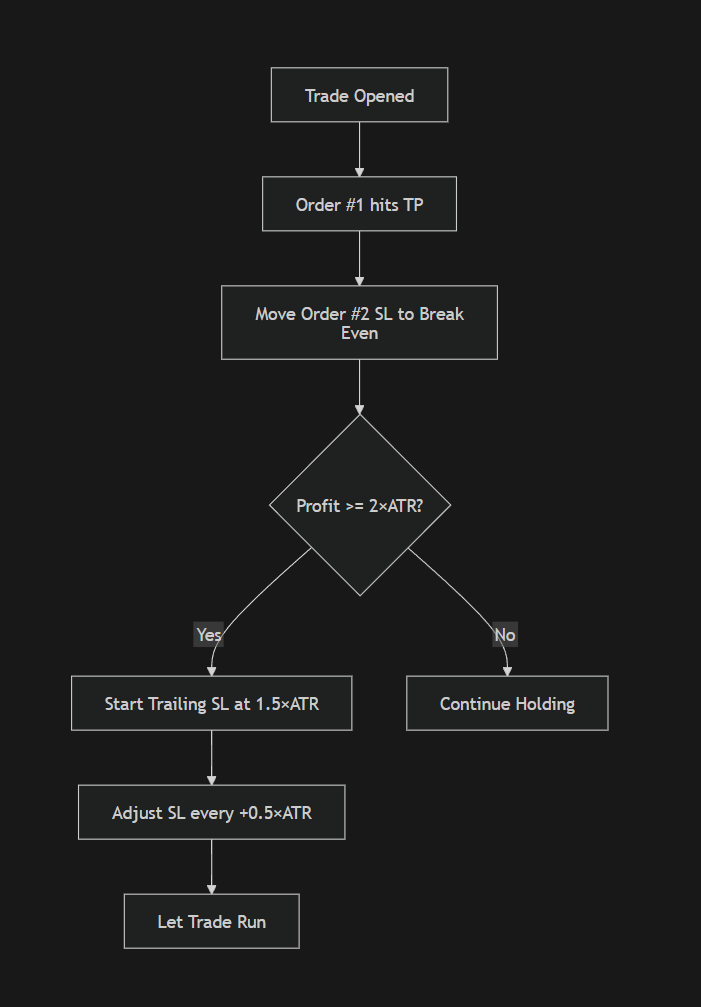 Trade Opened
Order #1 hits TP
Move Order #2 SL to Break
Even
Profit >= 2×ATR?
Yes
No
Start Trailing SL at 1.5×ATR
Continue Holding
Adjust SL every +0.5×ATR
Let Trade Run